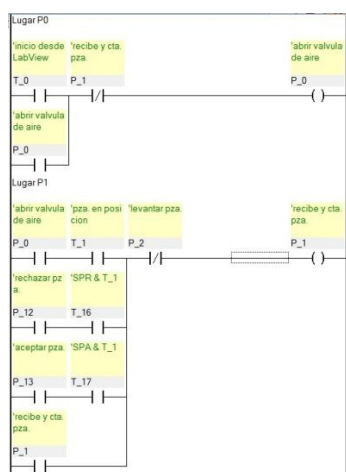 Lugar P0
'inicio desde 'recibe y cta. 'abrir valvula
LabView pza. de aire
T_0 P_1 P_0
'abrir valvula
de aire
P_0
Lugar P1
'abrir valvula 'pza. en posi 'levantar pza. 'recibe y cta.
de aire cion pza.
P_0 T_1 P_2 P_1
'rechazar pz 'SPR & T_1
a.
P_12 T_16
'aceptar pza. 'SPA & T_1
P_13 T_17
'recibe y cta.
pza.
P_1